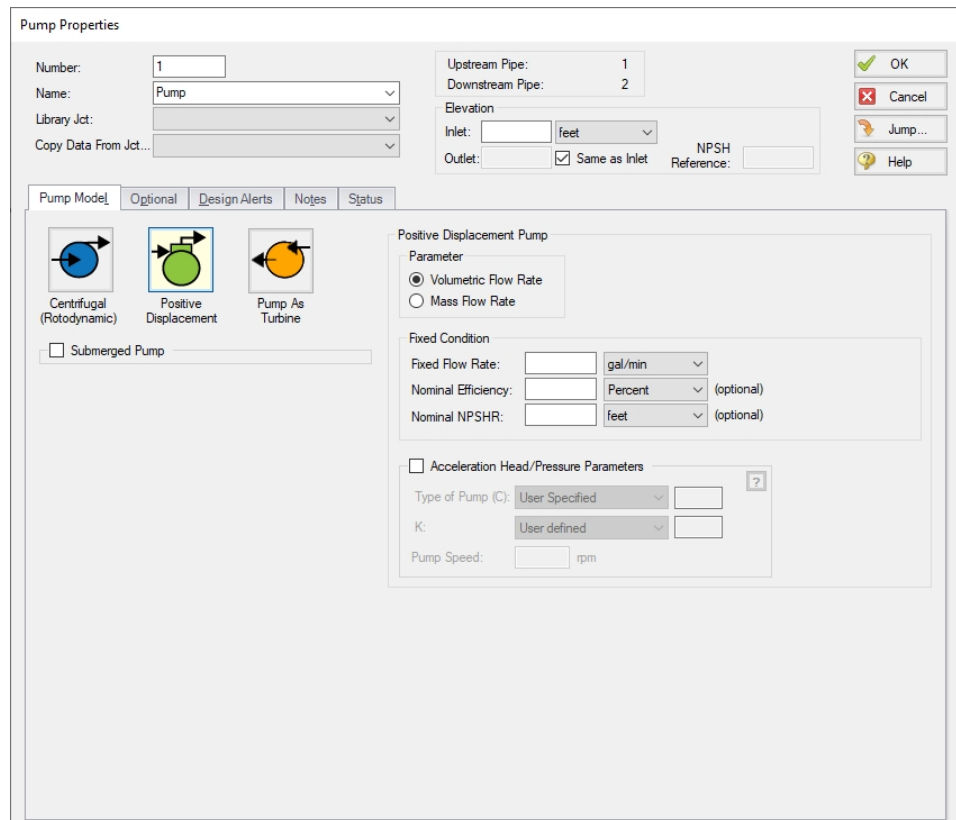 Pump Properties
Number: 1
Name: Pump
Library Jct:
Copy Data From Jct...
Upstream Pipe: 1
Downstream Pipe: 2
Elevation
Inlet: feet
Outlet: Same as Inlet
NPSH
Reference:
OK
Cancel
Jump...
Help
Pump Model Optional Design Alerts Notes Status
Centrifugal
(Rotodynamic)
Positive
Displacement
Pump As
Turbine
Submerged Pump
Positive Displacement Pump
Parameter
Volumetric Flow Rate
Mass Flow Rate
Fixed Condition
Fixed Flow Rate: gal/min
Nominal Efficiency: Percent (optional)
Nominal NPSHR: feet (optional)
Acceleration Head/Pressure Parameters
?
Type of Pump (C): User Specified
K: User defined
Pump Speed: rpm